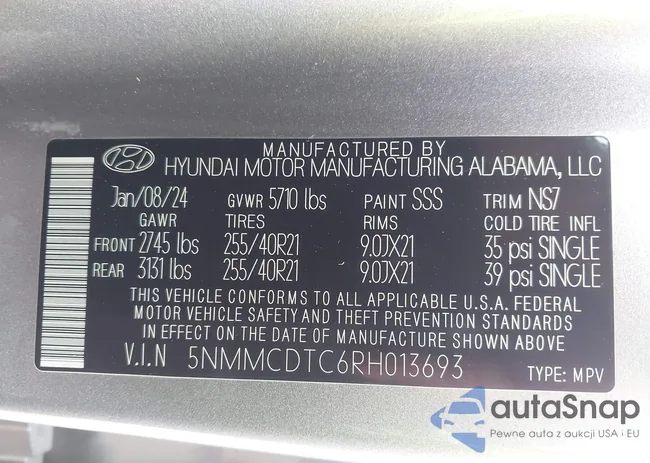 MANUFACTURED BY
HYUNDAI MOTOR MANUFACTURING ALABAMA, LLC
Jan/08/24 GVWR 5710 lbs PAINT SSS TRIM NS7
GAWR TIRES RIMS COLD TIRE INFL
FRONT 2745 lbs 255/40R21 9.0JX21 35 psi SINGLE
REAR 3131 lbs 255/40R21 9.0JX21 39 psi SINGLE
THIS VEHICLE CONFORMS TO ALL APPLICABLE U.S.A. FEDERAL
MOTOR VEHICLE SAFETY AND THEFT PREVENTION STANDARDS
IN EFFECT ON THE DATE OF MANUFACTURE SHOWN ABOVE
V.I.N 5NMMCDTC6RH013693
TYPE: MPV
autaSnap
Pewne auta z aukcji USA i EU